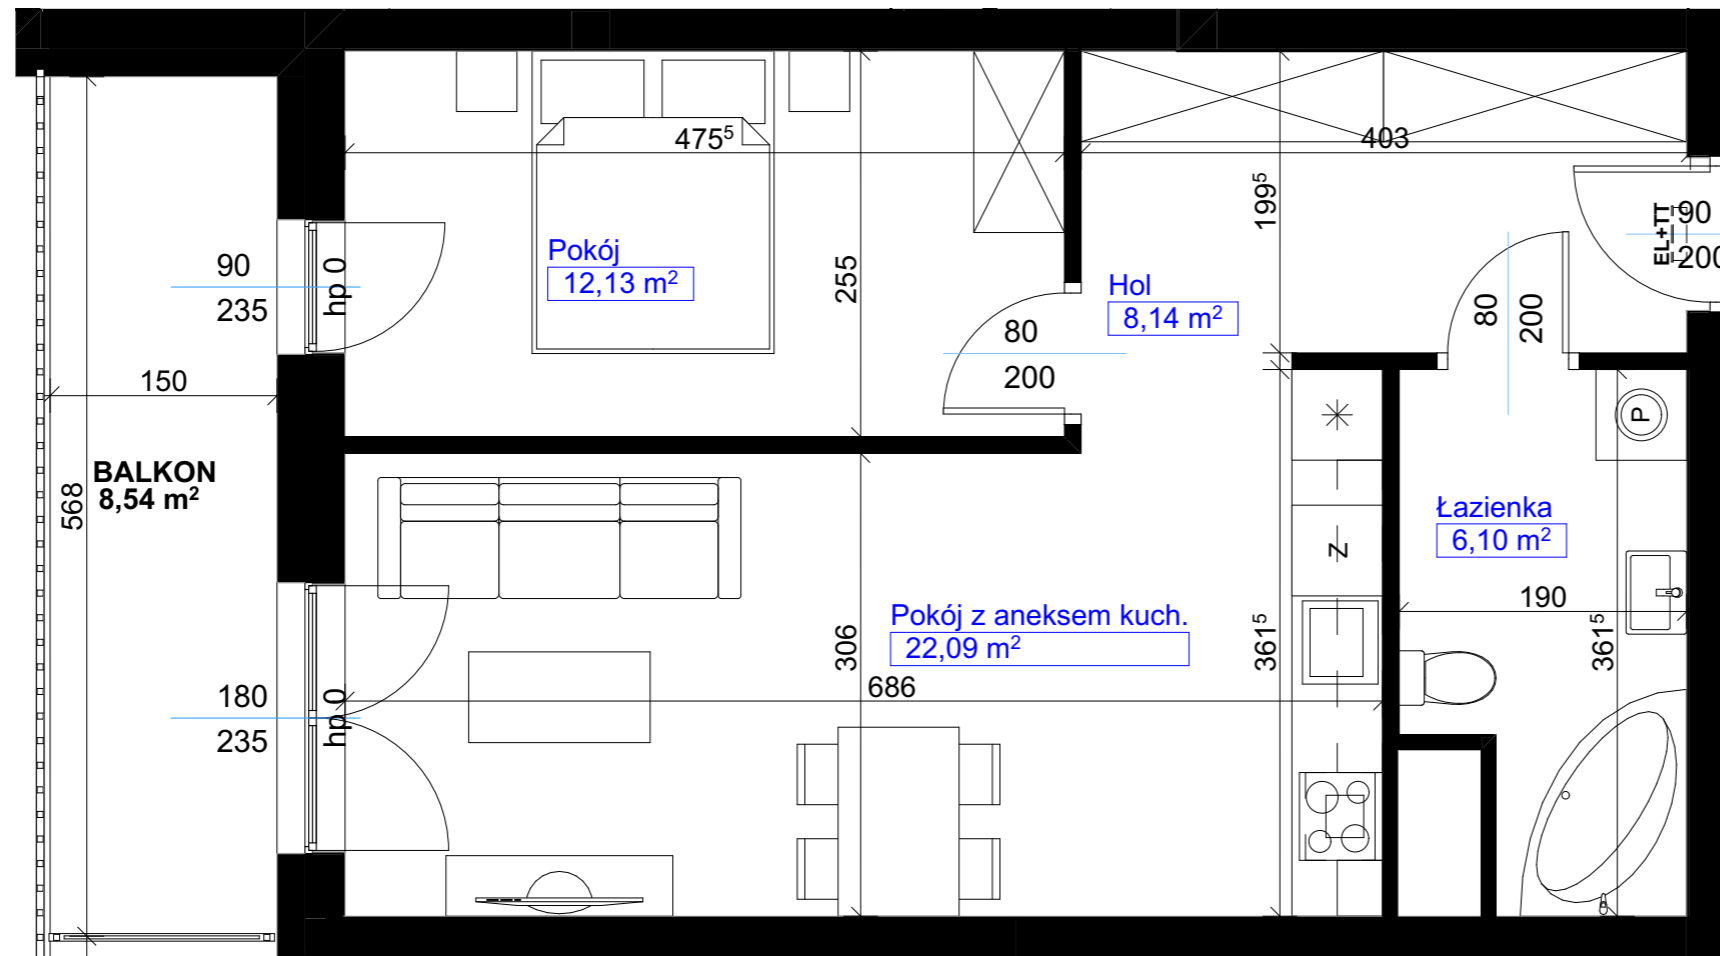 475⁵
403
199⁵
EL+TT
90
200
Pokój
12,13 m²
255
90
235
hp 0
Hol
8,14 m²
80
200
80
200
150
BALKON
8,54 m²
568
P
Łazienka
6,10 m²
Z
190
Pokój z aneksem kuch.
22,09 m²
306
361⁵
361⁵
686
180
235
hp 0